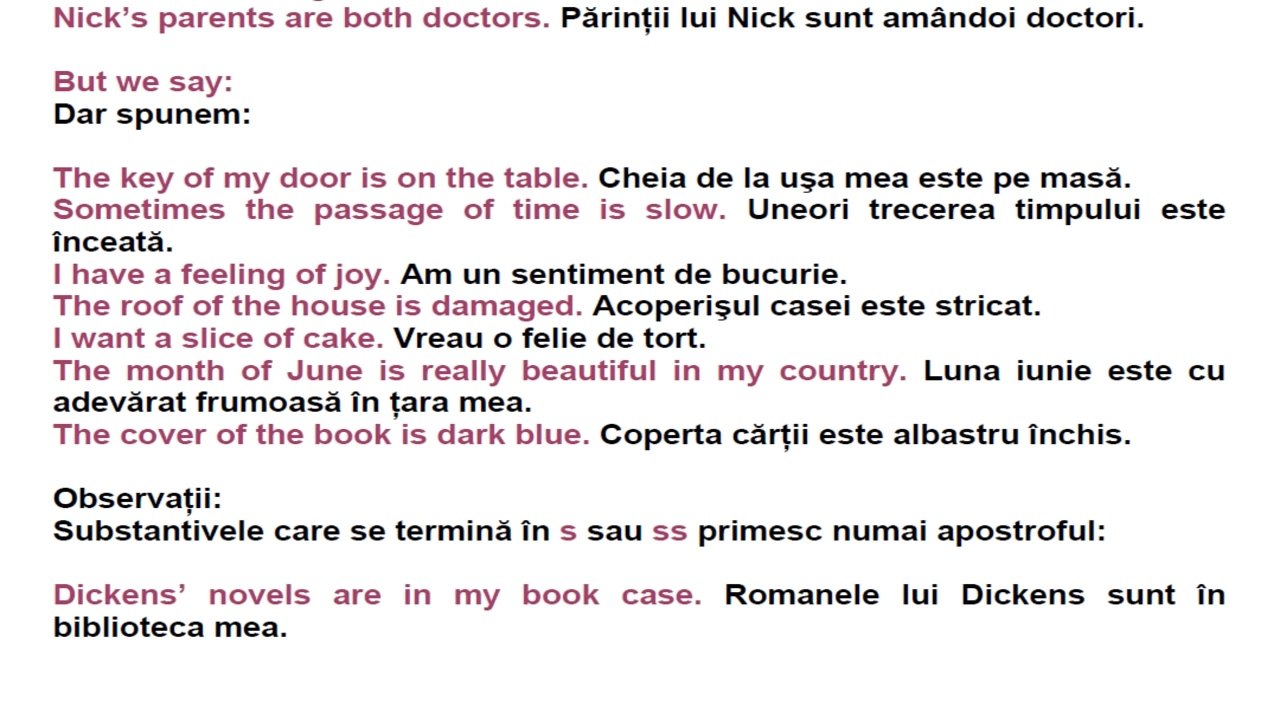 Nick’s parents are both doctors. Părinții lui Nick sunt amândoi doctori.
But we say:
Dar spunem:
The key of my door is on the table. Cheia de la uşa mea este pe masă.
Sometimes the passage of time is slow. Uneori trecerea timpului este
înceată.
I have a feeling of joy. Am un sentiment de bucurie.
The roof of the house is damaged. Acoperişul casei este stricat.
I want a slice of cake. Vreau o felie de tort.
The month of June is really beautiful in my country. Luna iunie este cu
adevărat frumoasă în țara mea.
The cover of the book is dark blue. Coperta cărții este albastru închis.
Observații:
Substantivele care se termină în s sau ss primesc numai apostroful:
Dickens’ novels are in my book case. Romanele lui Dickens sunt în
biblioteca mea.